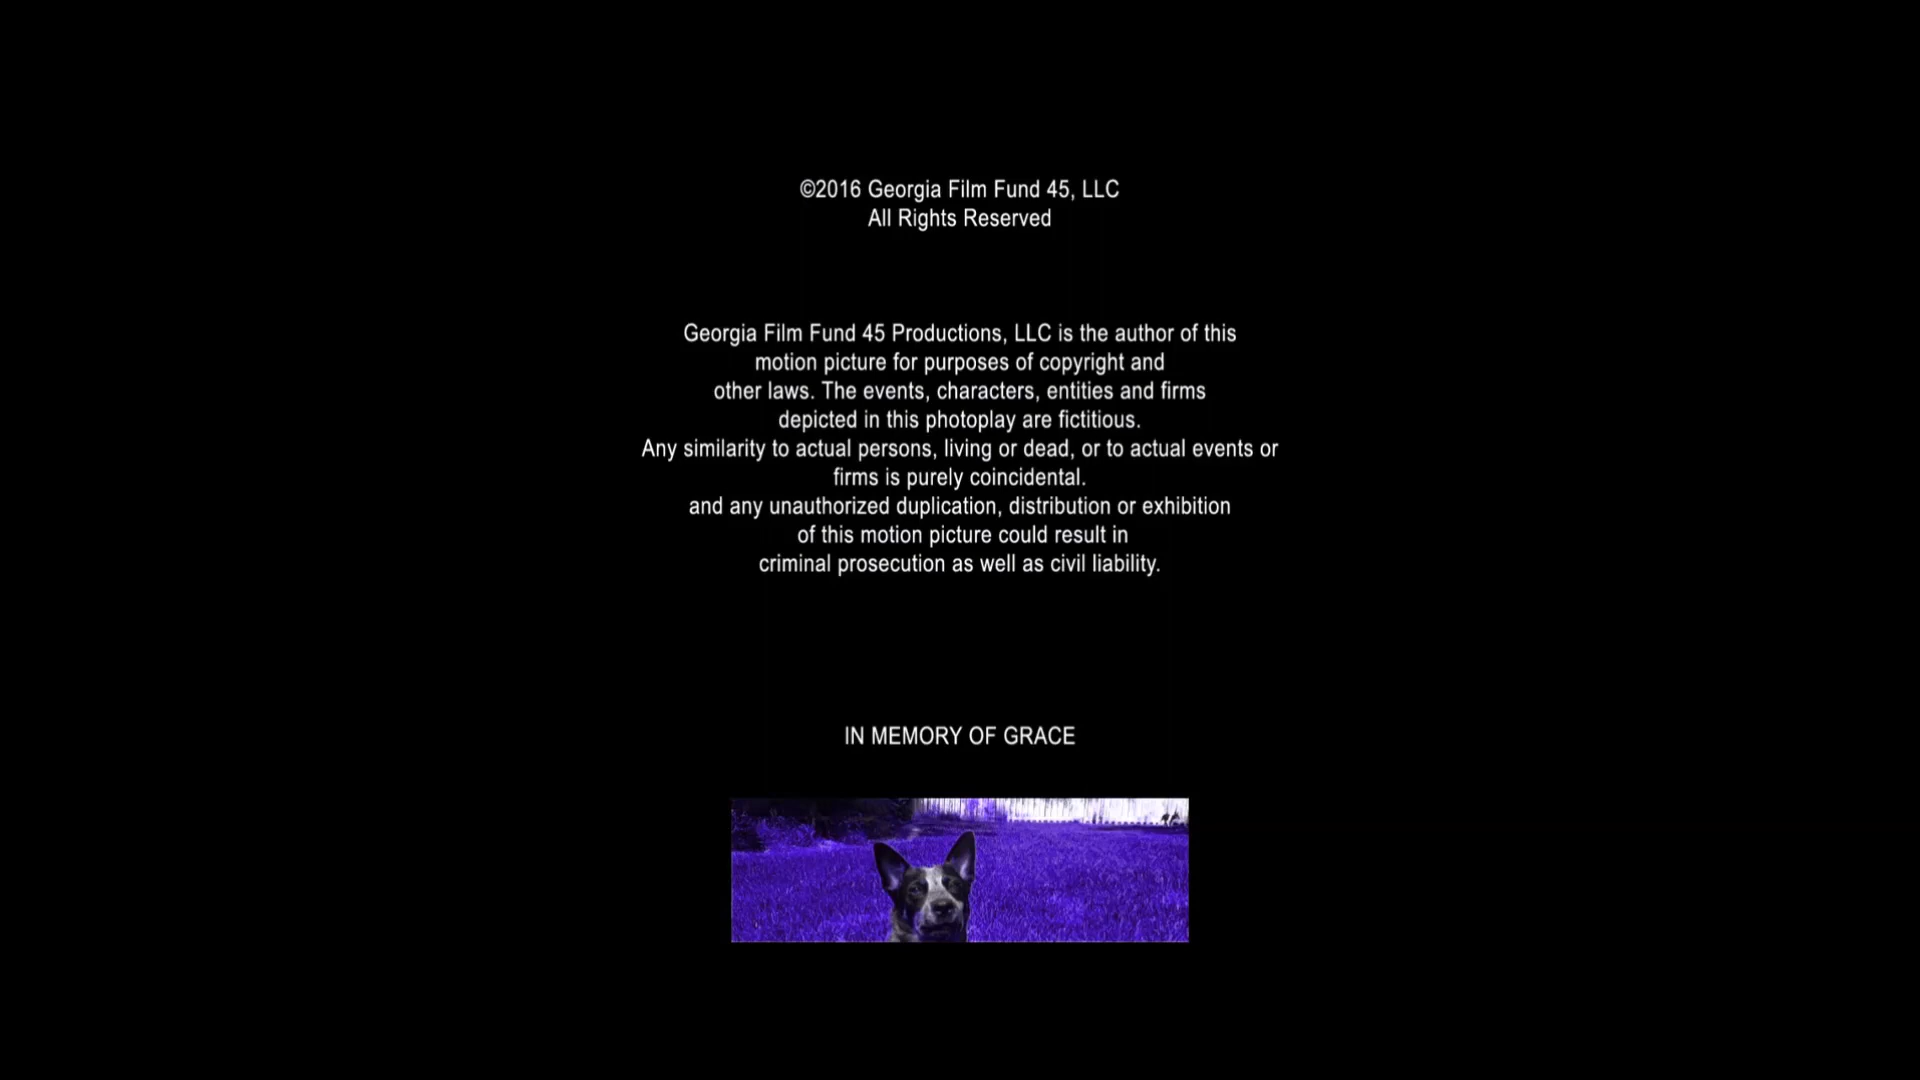 ©2016 Georgia Film Fund 45, LLC
All Rights Reserved
Georgia Film Fund 45 Productions, LLC is the author of this
motion picture for purposes of copyright and
other laws. The events, characters, entities and firms
depicted in this photoplay are fictitious.
Any similarity to actual persons, living or dead, or to actual events or
firms is purely coincidental.
and any unauthorized duplication, distribution or exhibition
of this motion picture could result in
criminal prosecution as well as civil liability.
IN MEMORY OF GRACE